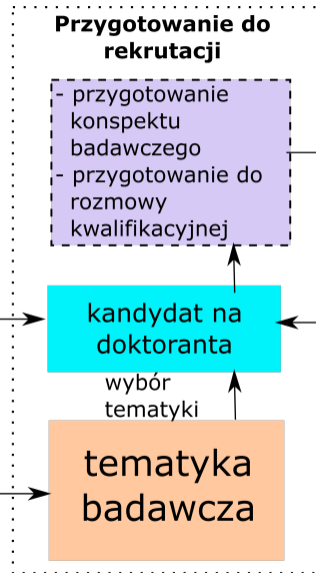 Przygotowanie do
rekrutacji
- przygotowanie
konspektu
badawczego
- przygotowanie do
rozmowy
kwalifikacyjnej
kandydat na
doktoranta
wybór
tematyki
tematyka
badawcza